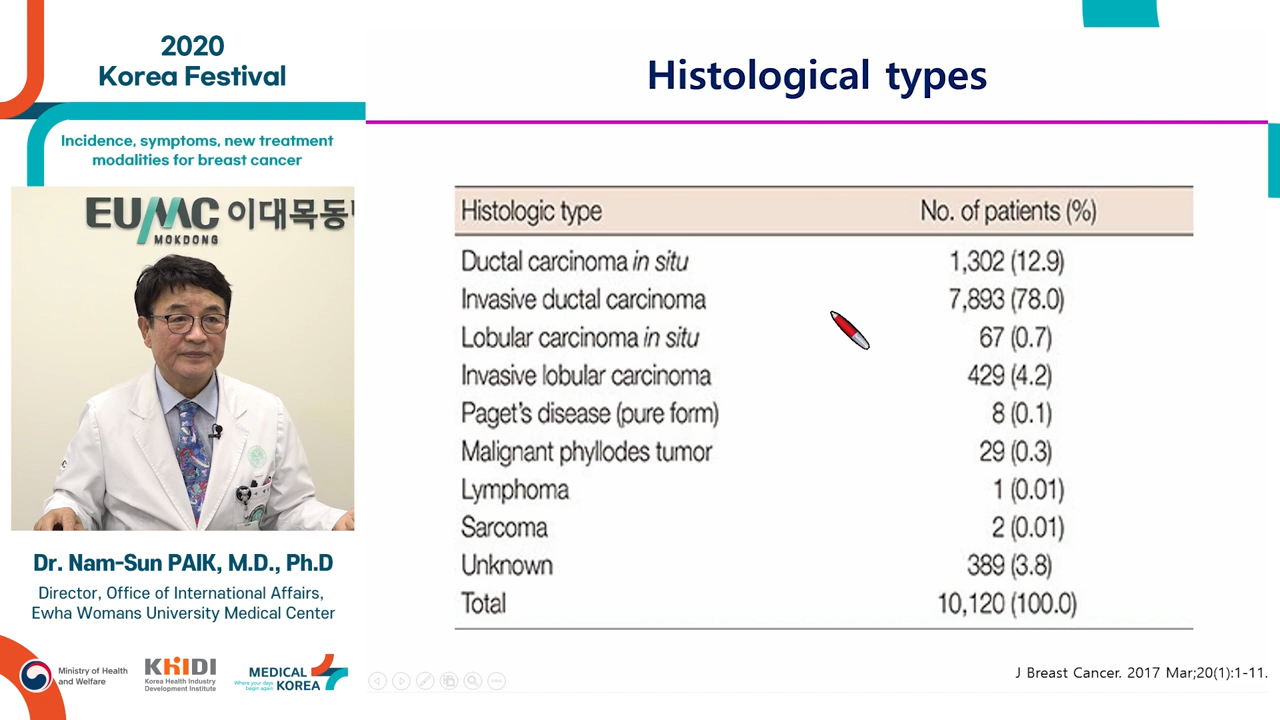 2020
Korea Festival
Incidence, symptoms, new treatment
modalities for breast cancer
EUMC 이대목동
MOKDONG
Dr. Nam-Sun PAIK, M.D., Ph.D
Director, Office of International Affairs,
Ewha Womans University Medical Center
Ministry of Health
and Welfare
KHIDI
Korea Health Industry
Development Institute
MEDICAL
Where your days
begin again
KOREA
Histological types
Histologic type No. of patients (%)
Ductal carcinoma in situ 1,302 (12.9)
Invasive ductal carcinoma 7,893 (78.0)
Lobular carcinoma in situ 67 (0.7)
Invasive lobular carcinoma 429 (4.2)
Paget's disease (pure form) 8 (0.1)
Malignant phyllodes tumor 29 (0.3)
Lymphoma 1 (0.01)
Sarcoma 2 (0.01)
Unknown 389 (3.8)
Total 10,120 (100.0)
J Breast Cancer. 2017 Mar;20(1):1-11.